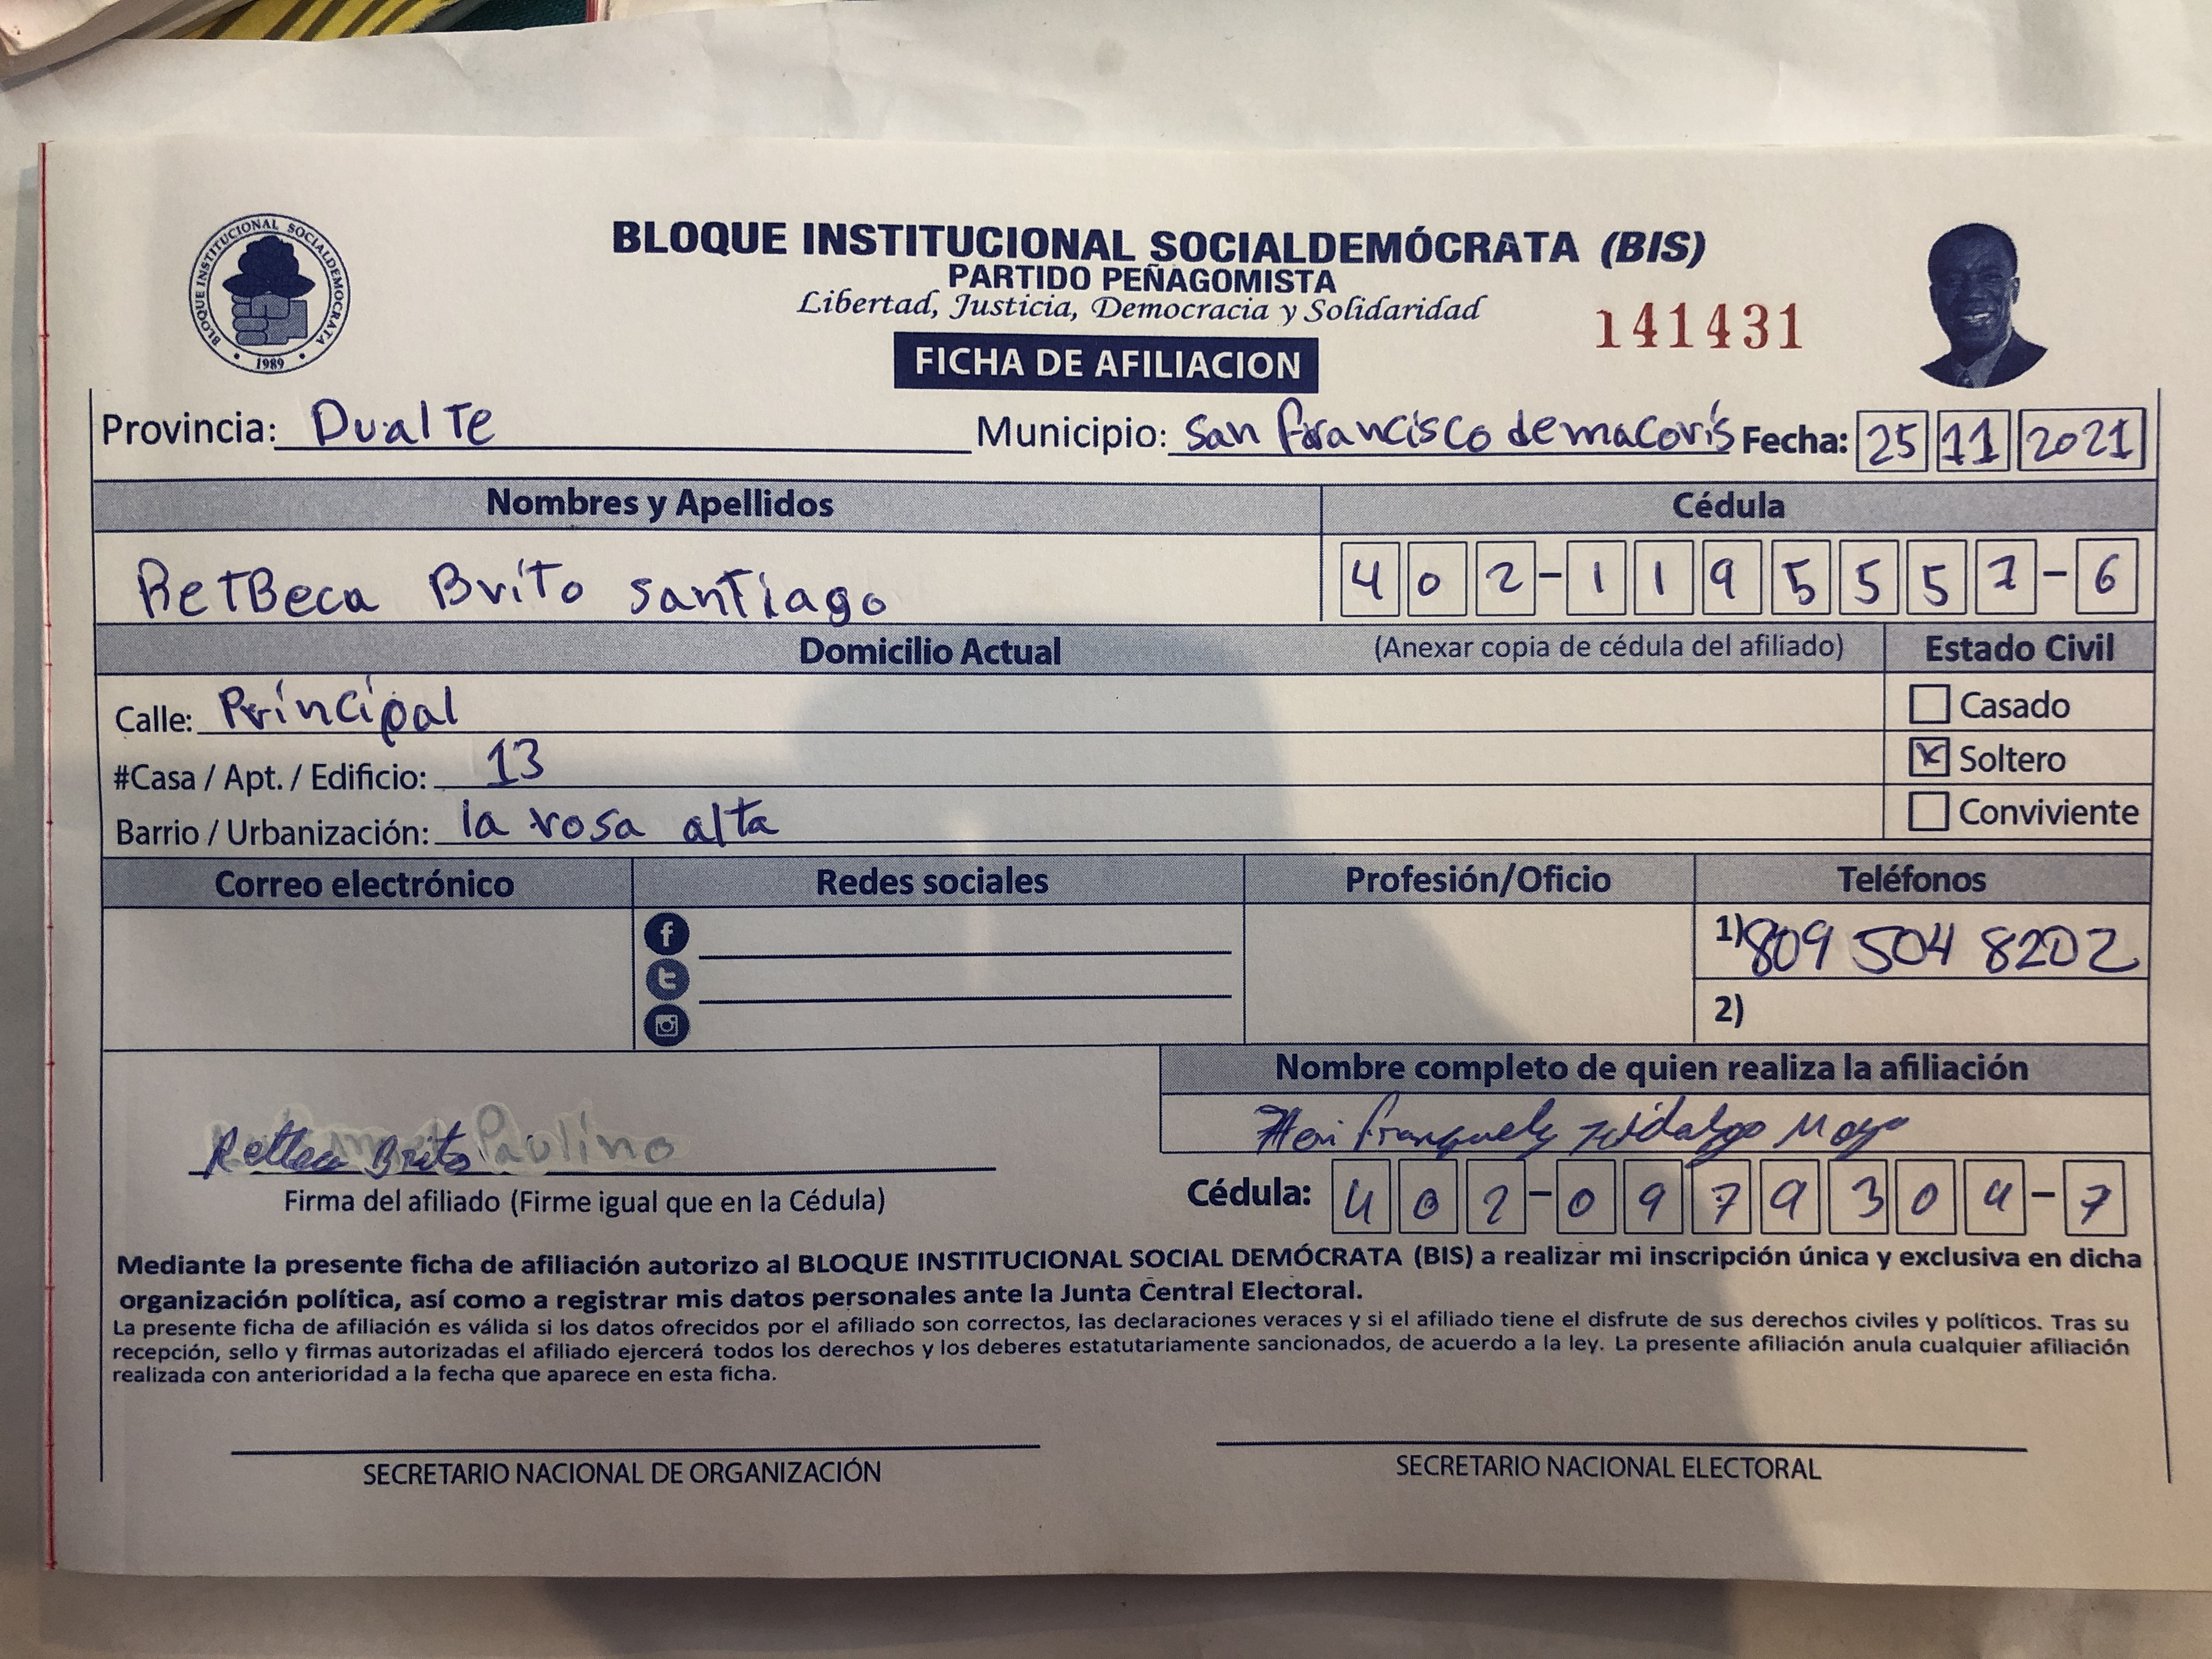 BLOQUE INSTITUCIONAL SOCIALDEMOCRATA
1989
BLOQUE INSTITUCIONAL SOCIALDEMÓCRATA (BIS)
PARTIDO PEÑAGOMISTA
Libertad, Justicia, Democracia y Solidaridad
141431
FICHA DE AFILIACION
Provincia: DualTe Municipio: San francisco de macorís Fecha: 25 11 2021
Nombres y Apellidos Cédula
RetBeca Brito santiago 402-1195557-6
Domicilio Actual (Anexar copia de cédula del afiliado) Estado Civil
Calle: Principal Casado
#Casa / Apt. / Edificio: 13 X Soltero
Barrio / Urbanización: la rosa alta Conviviente
Correo electrónico Redes sociales Profesión/Oficio Teléfonos
1) 809 504 8202
2)
Nombre completo de quien realiza la afiliación
Hidalgo Moya
Brito Paulino
Firma del afiliado (Firme igual que en la Cédula) Cédula: 402-0979304-7
Mediante la presente ficha de afiliación autorizo al BLOQUE INSTITUCIONAL SOCIAL DEMÓCRATA (BIS) a realizar mi inscripción única y exclusiva en dicha
organización política, así como a registrar mis datos personales ante la Junta Central Electoral.
La presente ficha de afiliación es válida si los datos ofrecidos por el afiliado son correctos, las declaraciones veraces y si el afiliado tiene el disfrute de sus derechos civiles y políticos. Tras su
recepción, sello y firmas autorizadas el afiliado ejercerá todos los derechos y los deberes estatutariamente sancionados, de acuerdo a la ley. La presente afiliación anula cualquier afiliación
realizada con anterioridad a la fecha que aparece en esta ficha.
SECRETARIO NACIONAL DE ORGANIZACIÓN SECRETARIO NACIONAL ELECTORAL